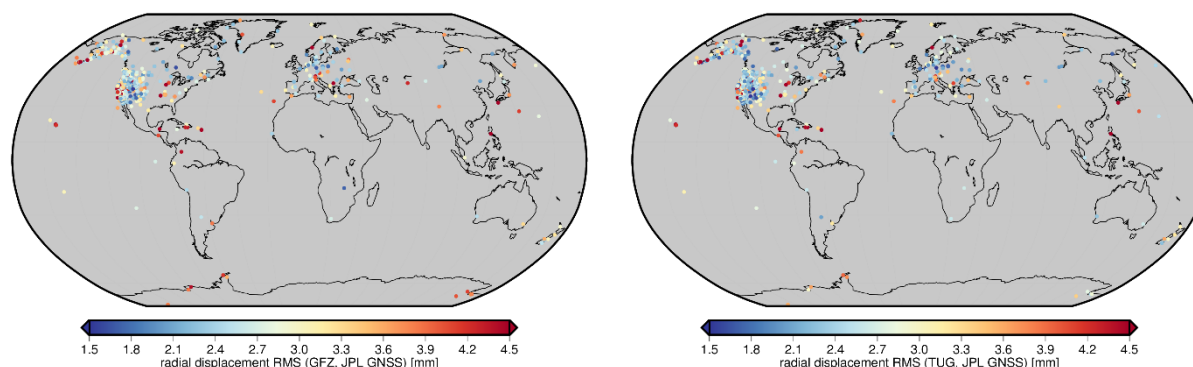 1.5 1.8 2.1 2.4 2.7 3.0 3.3 3.6 3.9 4.2 4.5
radial displacement RMS (GFZ, JPL GNSS) [mm]
1.5 1.8 2.1 2.4 2.7 3.0 3.3 3.6 3.9 4.2 4.5
radial displacement RMS (TUG, JPL GNSS) [mm]